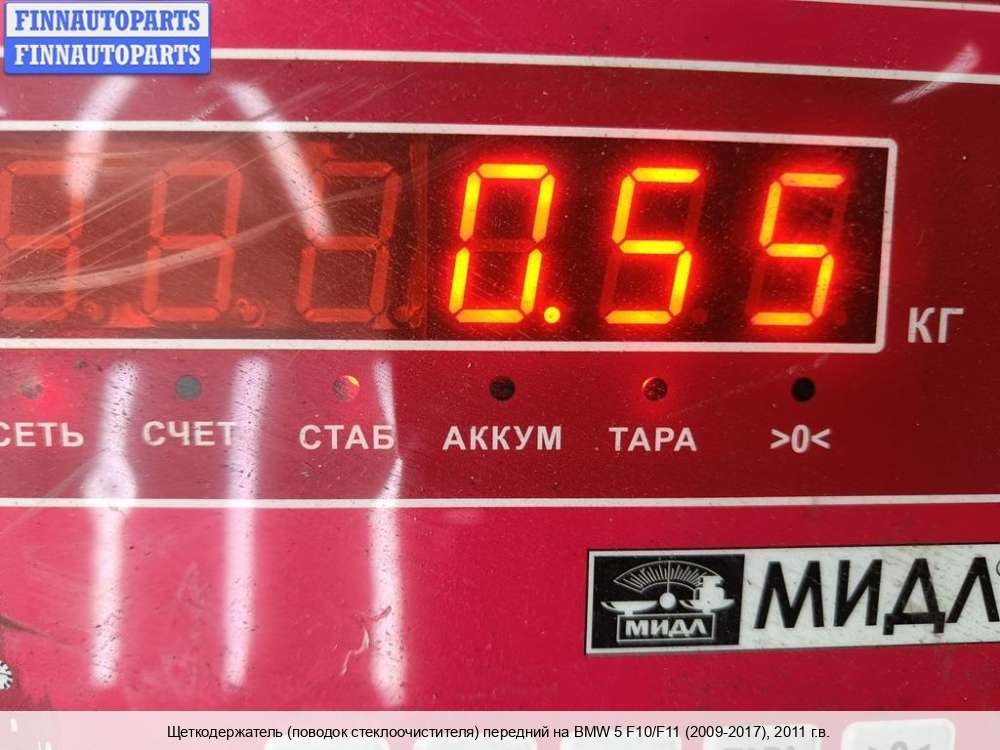 FINNAUTOPARTS
FINNAUTOPARTS
0.55
КГ
СЕТЬ СЧЕТ СТАБ АККУМ ТАРА >0<
МИДЛ МИДЛ
Щеткодержатель (поводок стеклоочистителя) передний на BMW 5 F10/F11 (2009-2017), 2011 г.в.